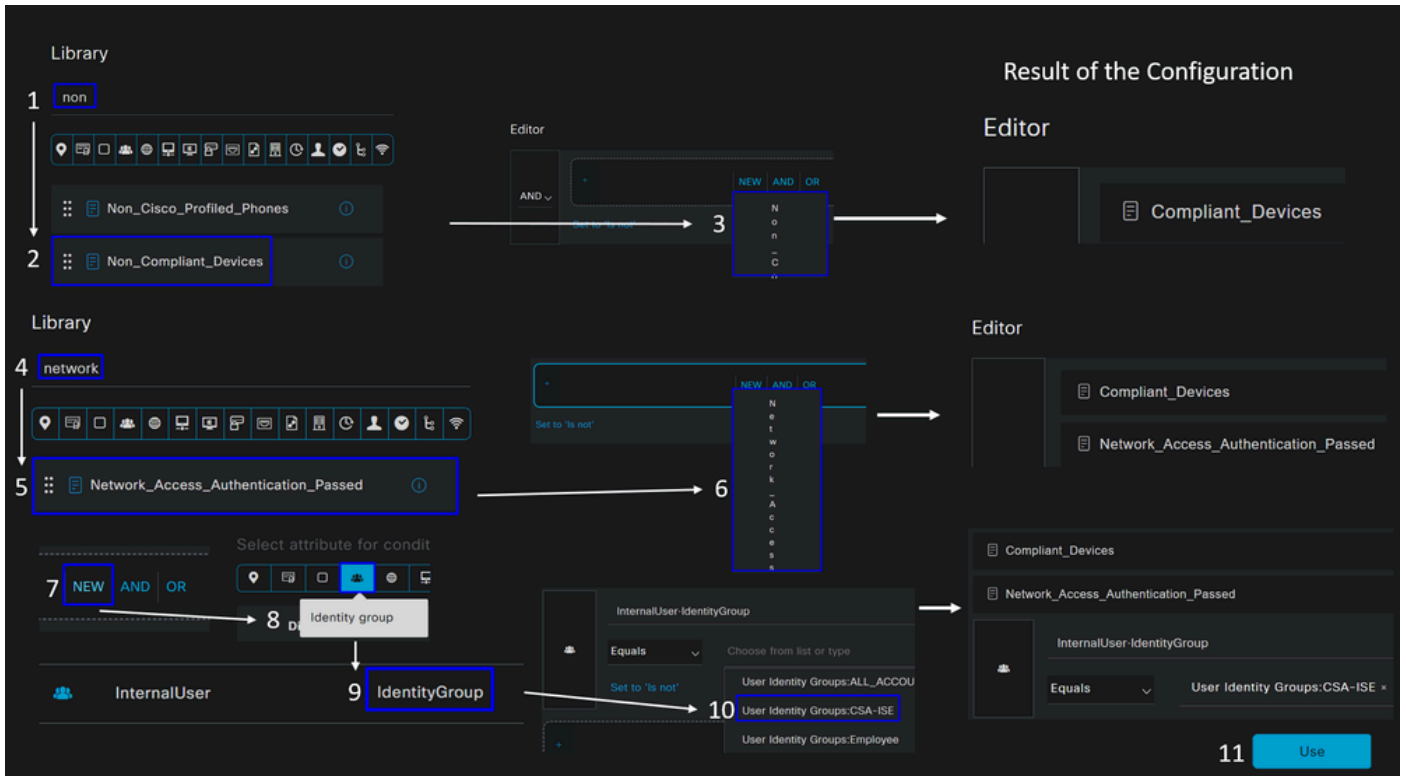 Library
1 non
Non_Cisco_Profiled_Phones
2 Non_Compliant_Devices
Editor
AND
+
NEW AND OR
Set to 'Is not'
3
N
o
n
_
C
Result of the Configuration
Editor
Compliant_Devices
Library
4 network
5 Network_Access_Authentication_Passed
+
NEW AND OR
Set to 'Is not'
6
N
e
t
w
o
r
k
_
A
c
c
e
s
s
Editor
Compliant_Devices
Network_Access_Authentication_Passed
7 NEW AND OR
Select attribute for condit
8 Di
Identity group
InternalUser
9 IdentityGroup
InternalUser·IdentityGroup
Equals
Choose from list or type
Set to 'Is not'
User Identity Groups:ALL_ACCOU
10 User Identity Groups:CSA-ISE
User Identity Groups:Employee
+
Compliant_Devices
Network_Access_Authentication_Passed
InternalUser·IdentityGroup
Equals
User Identity Groups:CSA-ISE ×
11 Use